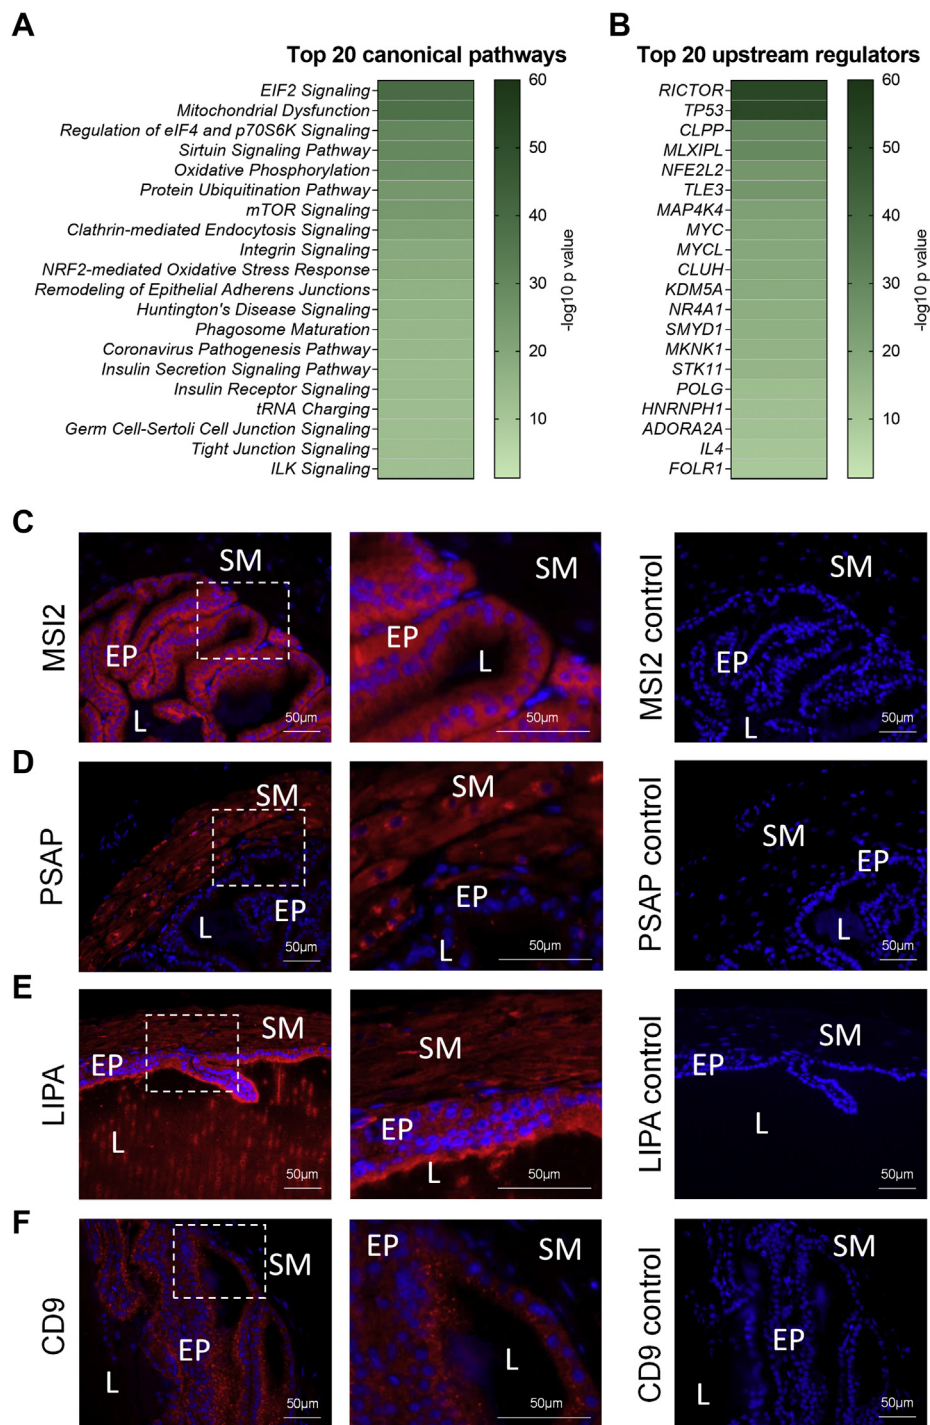 A
Top 20 canonical pathways
EIF2 Signaling
Mitochondrial Dysfunction
Regulation of eIF4 and p70S6K Signaling
Sirtuin Signaling Pathway
Oxidative Phosphorylation
Protein Ubiquitination Pathway
mTOR Signaling
Clathrin-mediated Endocytosis Signaling
Integrin Signaling
NRF2-mediated Oxidative Stress Response
Remodeling of Epithelial Adherens Junctions
Huntington's Disease Signaling
Phagosome Maturation
Coronavirus Pathogenesis Pathway
Insulin Secretion Signaling Pathway
Insulin Receptor Signaling
tRNA Charging
Germ Cell-Sertoli Cell Junction Signaling
Tight Junction Signaling
ILK Signaling
60
50
40
30
20
10
-log10 p value
B
Top 20 upstream regulators
RICTOR
TP53
CLPP
MLXIPL
NFE2L2
TLE3
MAP4K4
MYC
MYCL
CLUH
KDM5A
NR4A1
SMYD1
MKNK1
STK11
POLG
HNRNPH1
ADORA2A
IL4
FOLR1
60
50
40
30
20
10
-log10 p value
C
MSI2
SM
EP
L
50µm
SM
EP
L
50µm
MSI2 control
SM
EP
L
50µm
D
PSAP
SM
EP
L
50µm
SM
EP
L
50µm
PSAP control
SM
EP
L
50µm
E
LIPA
SM
EP
L
50µm
SM
EP
L
50µm
LIPA control
SM
EP
L
50µm
F
CD9
SM
EP
L
50µm
EP
SM
L
50µm
CD9 control
SM
EP
L
50µm